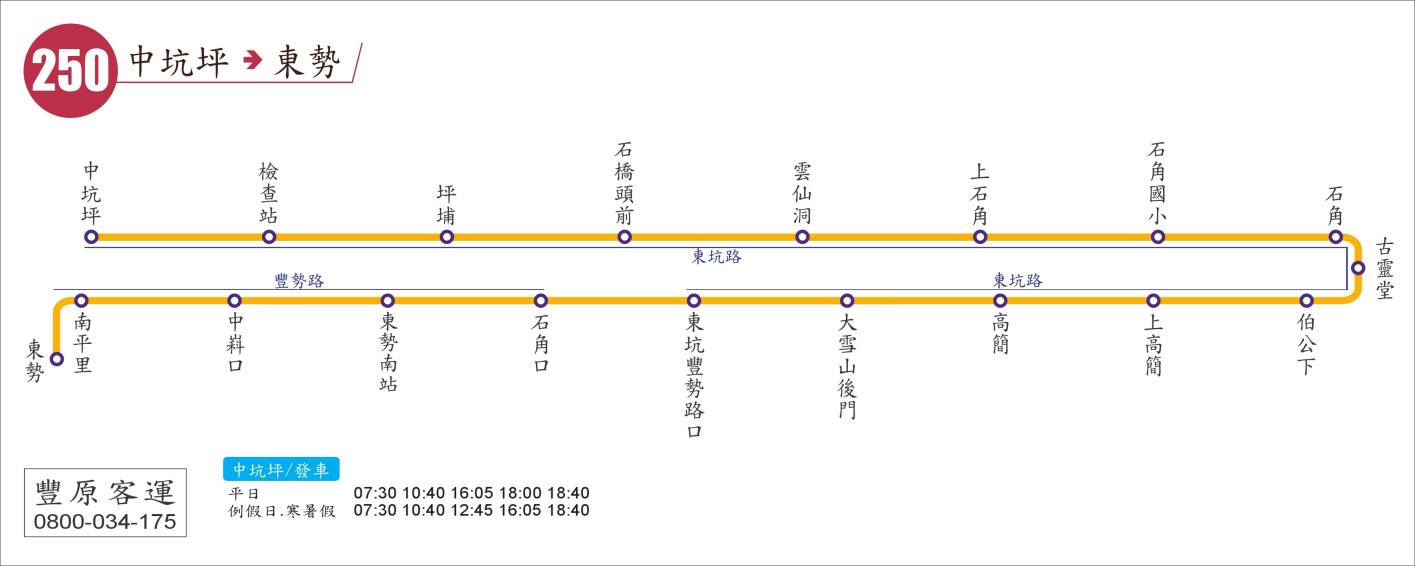 250 中坑坪 → 東勢
中坑坪
檢查站
坪埔
石橋頭前
雲仙洞
上石角
石角國小
石角
古靈堂
東坑路
豐勢路
東坑路
東勢
南平里
中嵙口
東勢南站
石角口
東坑豐勢路口
大雪山後門
高簡
上高簡
伯公下
中坑坪/發車
平日 07:30 10:40 16:05 18:00 18:40
例假日.寒暑假 07:30 10:40 12:45 16:05 18:40
豐原客運
0800-034-175